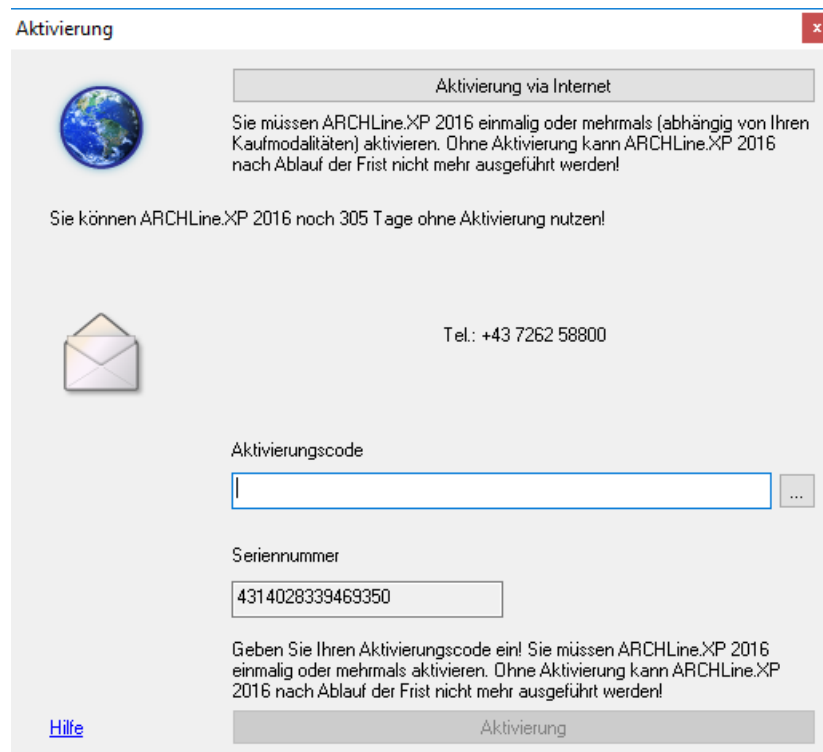 Aktivierung
x
Aktivierung via Internet
Sie müssen ARCHLine.XP 2016 einmalig oder mehrmals (abhängig von Ihren
Kaufmodalitäten) aktivieren. Ohne Aktivierung kann ARCHLine.XP 2016
nach Ablauf der Frist nicht mehr ausgeführt werden!
Sie können ARCHLine.XP 2016 noch 305 Tage ohne Aktivierung nutzen!
Tel.: +43 7262 58800
Aktivierungscode
...
Seriennummer
4314028339469350
Geben Sie Ihren Aktivierungscode ein! Sie müssen ARCHLine.XP 2016
einmalig oder mehrmals aktivieren. Ohne Aktivierung kann ARCHLine.XP
2016 nach Ablauf der Frist nicht mehr ausgeführt werden!
Hilfe
Aktivierung